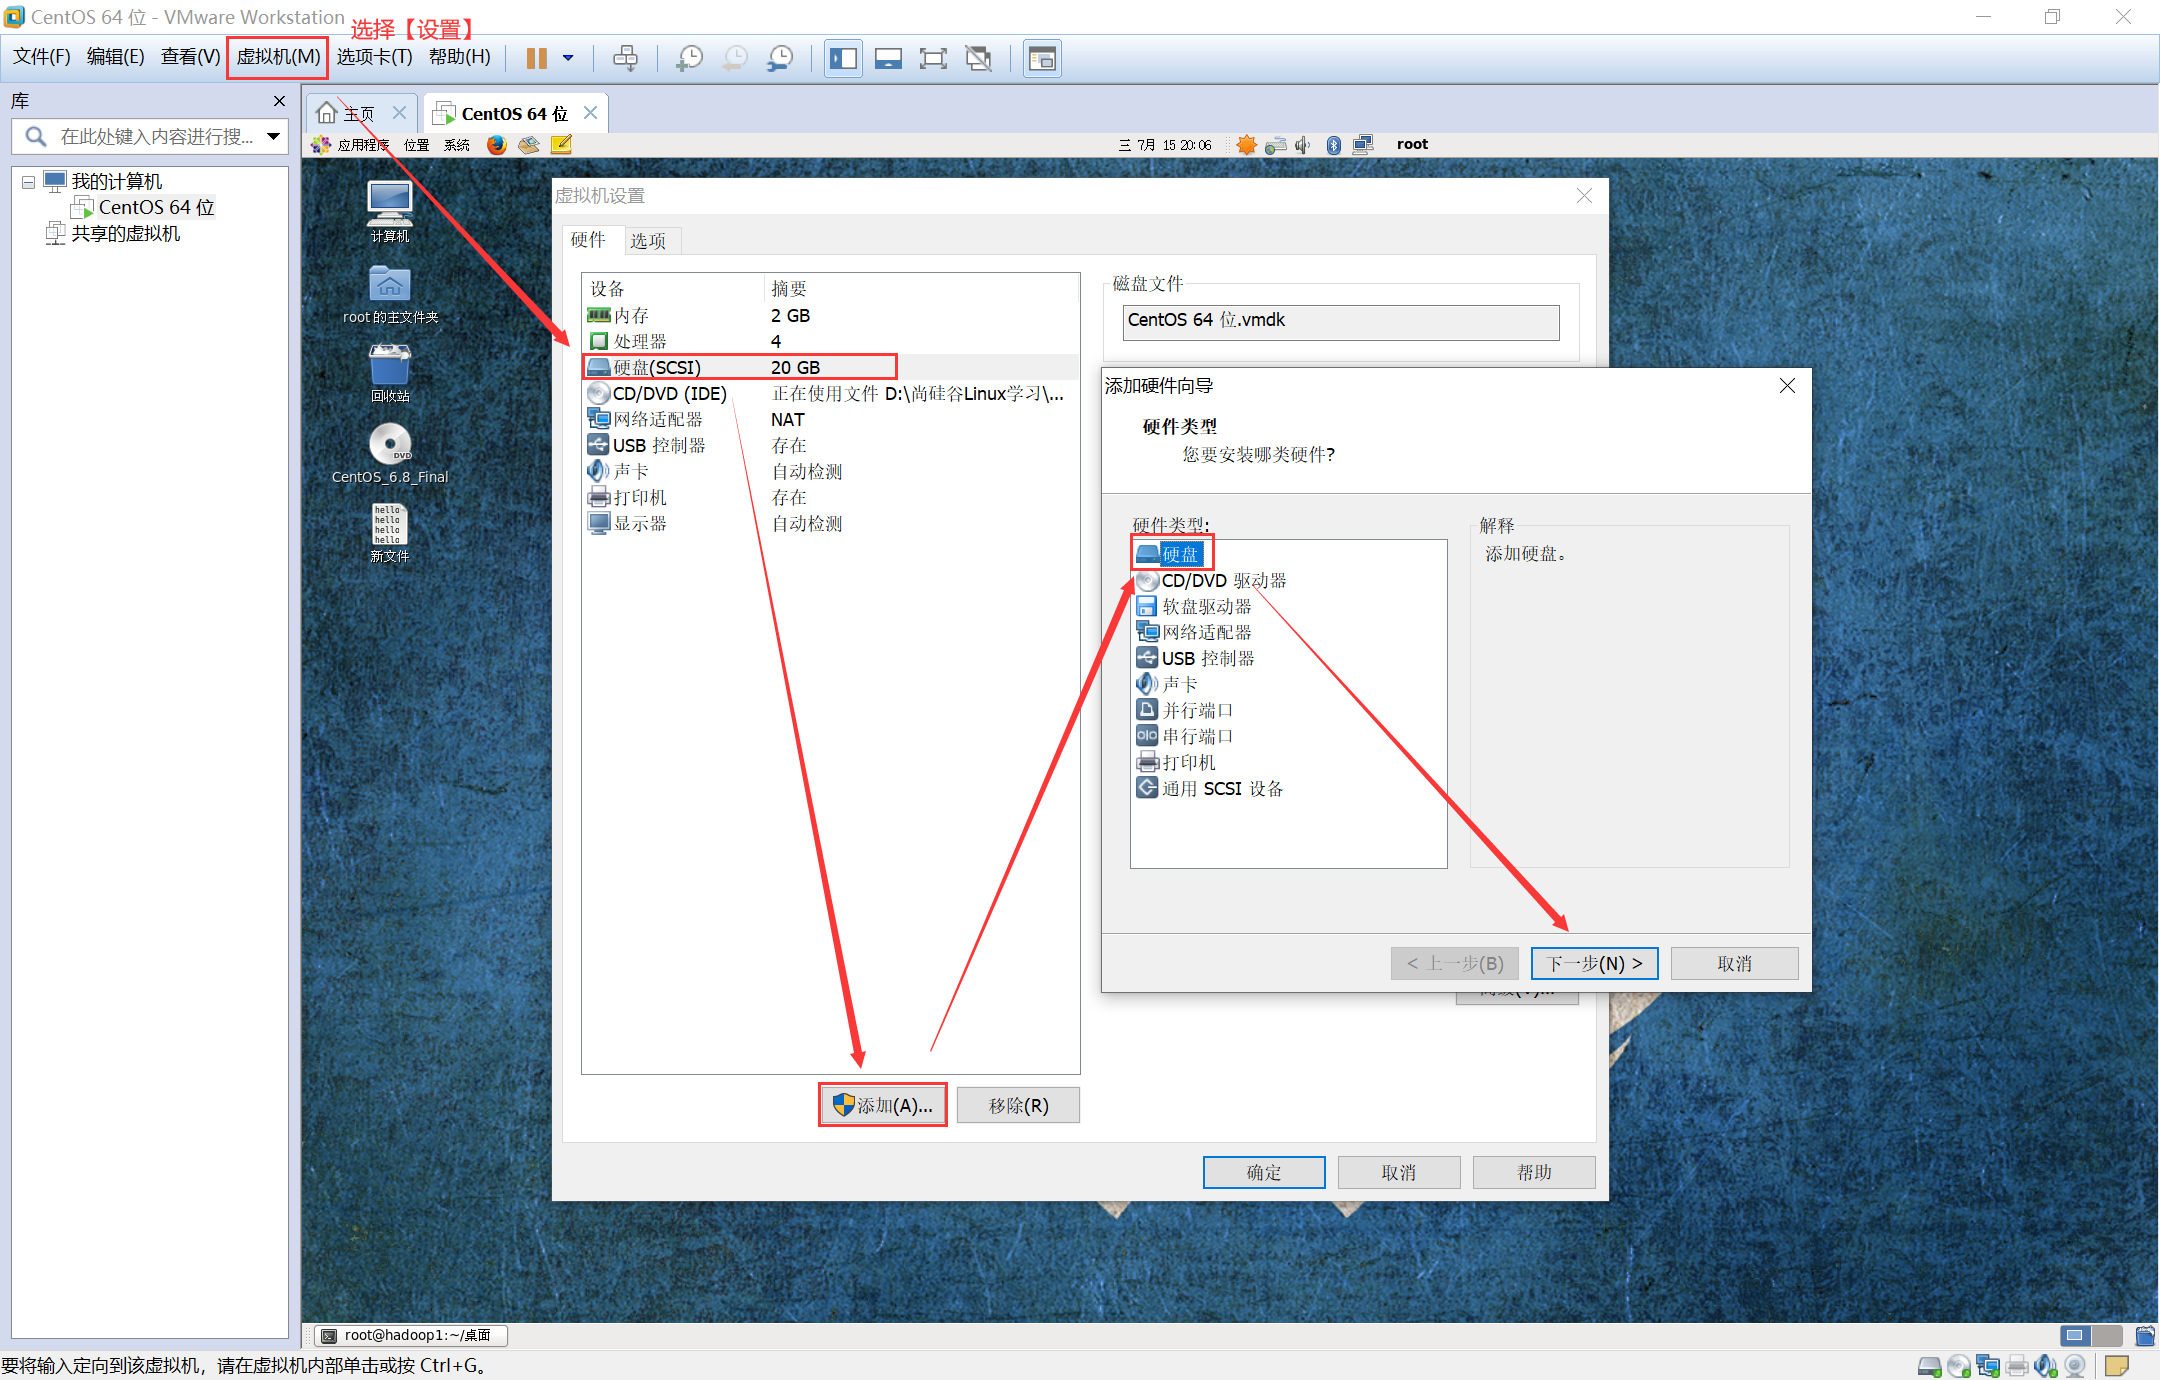 CentOS 64 位 - VMware Workstation
选择【设置】
文件(F) 编辑(E) 查看(V) 虚拟机(M) 选项卡(T) 帮助(H)
库
在此处键入内容进行搜...
我的计算机
CentOS 64 位
共享的虚拟机
主页
CentOS 64 位
应用程序 位置 系统
三 7月 15 20:06
root
计算机
root 的主文件夹
回收站
DVD
CentOS_6.8_Final
hello
hello
hello
hello
新文件
虚拟机设置
硬件 选项
设备 摘要
内存 2 GB
处理器 4
硬盘(SCSI) 20 GB
CD/DVD (IDE) 正在使用文件 D:\尚硅谷Linux学习\...
网络适配器 NAT
USB 控制器 存在
声卡 自动检测
打印机 存在
显示器 自动检测
添加(A)... 移除(R)
磁盘文件
CentOS 64 位.vmdk
确定 取消 帮助
添加硬件向导
硬件类型
您要安装哪类硬件?
硬件类型:
硬盘
CD/DVD 驱动器
软盘驱动器
网络适配器
USB 控制器
声卡
并行端口
串行端口
打印机
通用 SCSI 设备
解释
添加硬盘。
< 上一步(B) 下一步(N) > 取消
root@hadoop1:~/桌面
要将输入定向到该虚拟机，请在虚拟机内部单击或按 Ctrl+G。